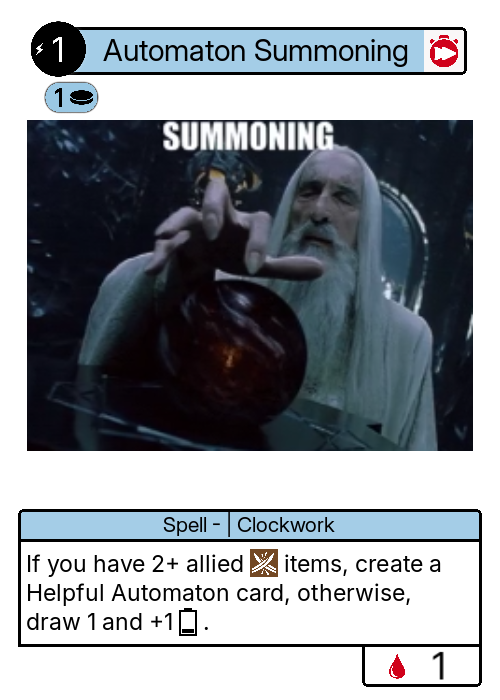 1
Automaton Summoning
1
SUMMONING
Spell - | Clockwork
If you have 2+ allied items, create a
Helpful Automaton card, otherwise,
draw 1 and +1 .
1